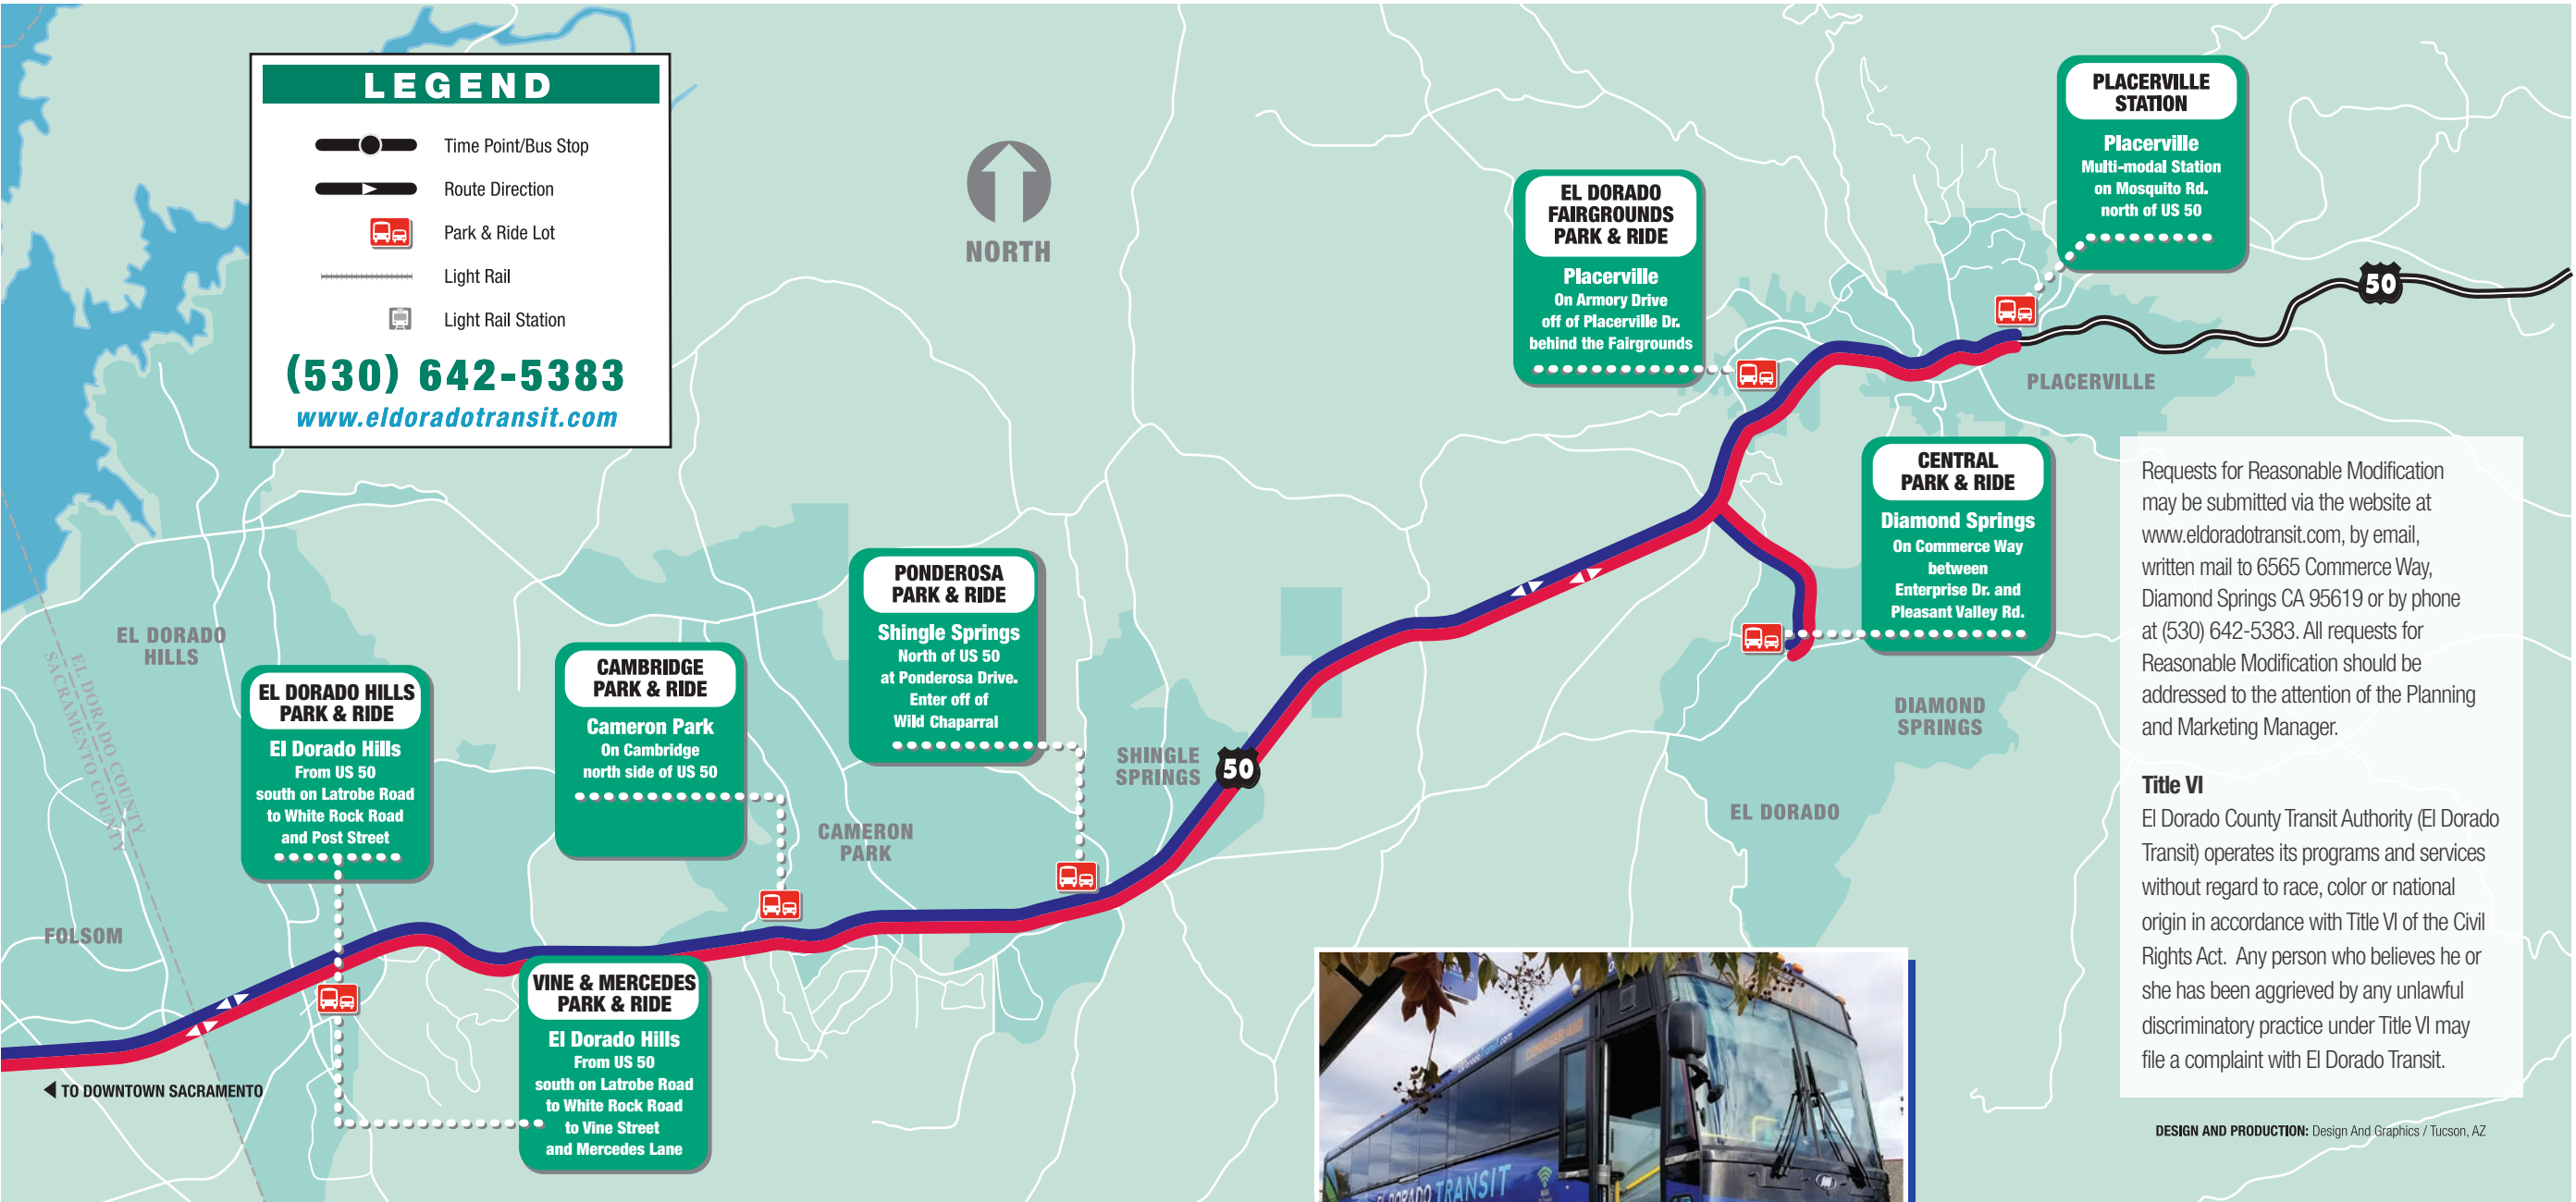 LEGEND
Time Point/Bus Stop
Route Direction
Park & Ride Lot
Light Rail
Light Rail Station
(530) 642-5383
www.eldoradotransit.com
NORTH
PLACERVILLE
STATION
Placerville
Multi-modal Station
on Mosquito Rd.
north of US 50
EL DORADO
FAIRGROUNDS
PARK & RIDE
Placerville
On Armory Drive
off of Placerville Dr.
behind the Fairgrounds
50
PLACERVILLE
CENTRAL
PARK & RIDE
Diamond Springs
On Commerce Way
between
Enterprise Dr. and
Pleasant Valley Rd.
PONDEROSA
PARK & RIDE
Shingle Springs
North of US 50
at Ponderosa Drive.
Enter off of
Wild Chaparral
CAMBRIDGE
PARK & RIDE
Cameron Park
On Cambridge
north side of US 50
EL DORADO
HILLS
EL DORADO COUNTY
SACRAMENTO COUNTY
EL DORADO HILLS
PARK & RIDE
El Dorado Hills
From US 50
south on Latrobe Road
to White Rock Road
and Post Street
SHINGLE
SPRINGS
50
CAMERON
PARK
DIAMOND
SPRINGS
EL DORADO
FOLSOM
VINE & MERCEDES
PARK & RIDE
El Dorado Hills
From US 50
south on Latrobe Road
to White Rock Road
to Vine Street
and Mercedes Lane
TO DOWNTOWN SACRAMENTO
Requests for Reasonable Modification
may be submitted via the website at
www.eldoradotransit.com, by email,
written mail to 6565 Commerce Way,
Diamond Springs CA 95619 or by phone
at (530) 642-5383. All requests for
Reasonable Modification should be
addressed to the attention of the Planning
and Marketing Manager.
Title VI
El Dorado County Transit Authority (El Dorado
Transit) operates its programs and services
without regard to race, color or national
origin in accordance with Title VI of the Civil
Rights Act. Any person who believes he or
she has been aggrieved by any unlawful
discriminatory practice under Title VI may
file a complaint with El Dorado Transit.
EL DORADO TRANSIT
DESIGN AND PRODUCTION: Design And Graphics / Tucson, AZ